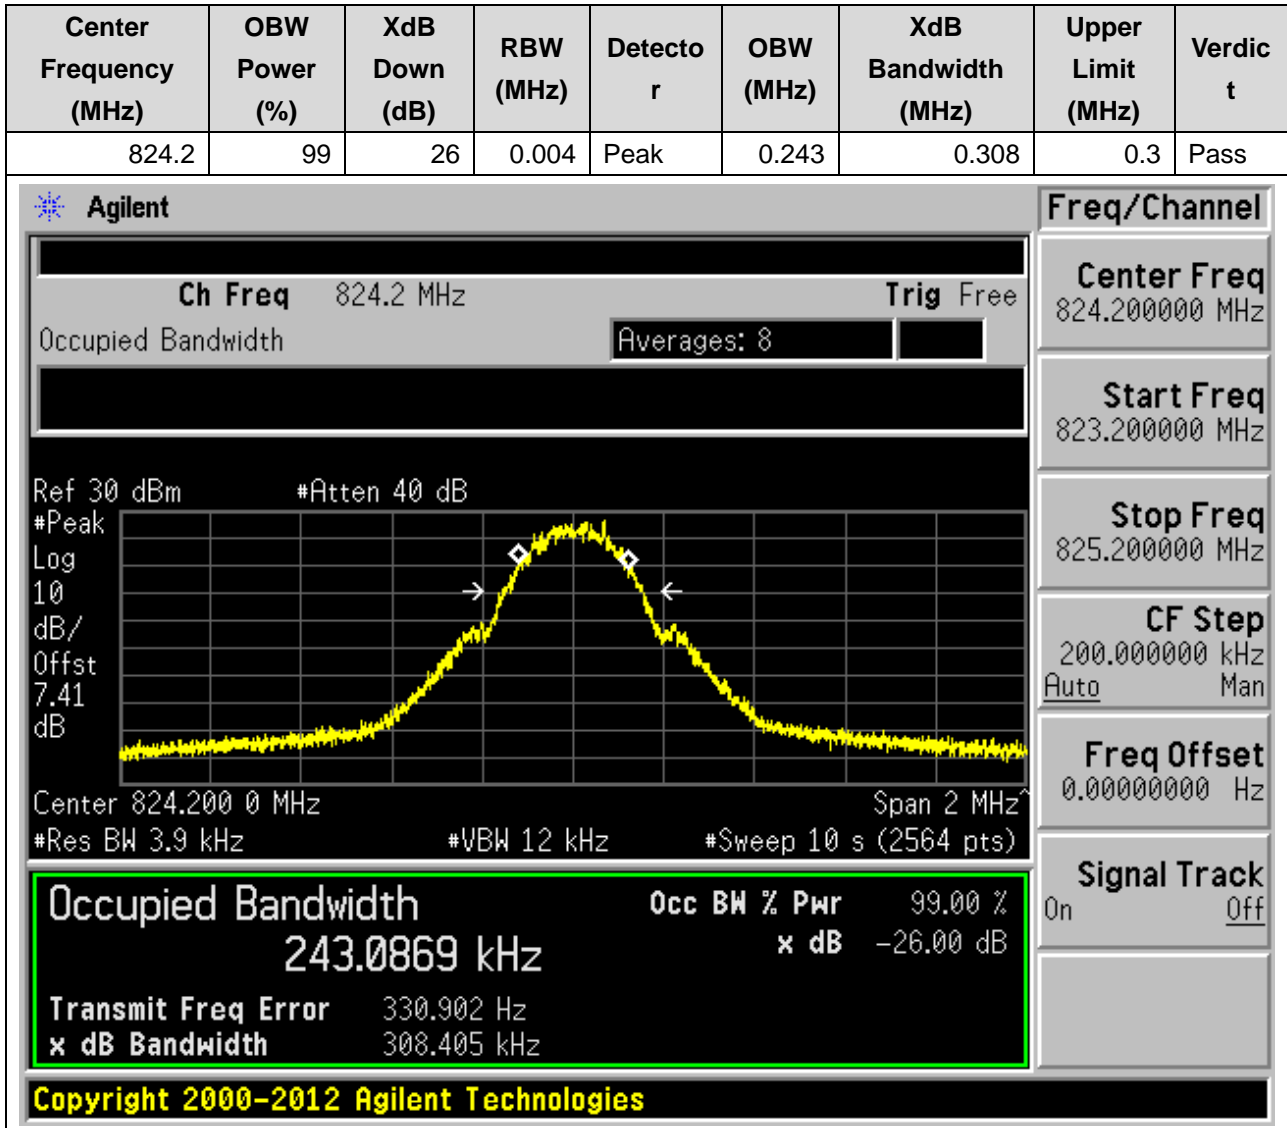 Center Frequency (MHz) OBW Power (%) XdB Down (dB) RBW (MHz) Detector OBW (MHz) XdB Bandwidth (MHz) Upper Limit (MHz) Verdict
824.2 99 26 0.004 Peak 0.243 0.308 0.3 Pass
Agilent
Ch Freq 824.2 MHz Trig Free
Occupied Bandwidth Averages: 8
Ref 30 dBm #Atten 40 dB
#Peak
Log
10
dB/
Offst
7.41
dB
Center 824.200 0 MHz Span 2 MHz^
#Res BW 3.9 kHz #VBW 12 kHz #Sweep 10 s (2564 pts)
Occupied Bandwidth Occ BW % Pwr 99.00 %
243.0869 kHz x dB -26.00 dB
Transmit Freq Error 330.902 Hz
x dB Bandwidth 308.405 kHz
Copyright 2000-2012 Agilent Technologies
Freq/Channel
Center Freq
824.200000 MHz
Start Freq
823.200000 MHz
Stop Freq
825.200000 MHz
CF Step
200.000000 kHz
Auto Man
Freq Offset
0.00000000 Hz
Signal Track
On Off